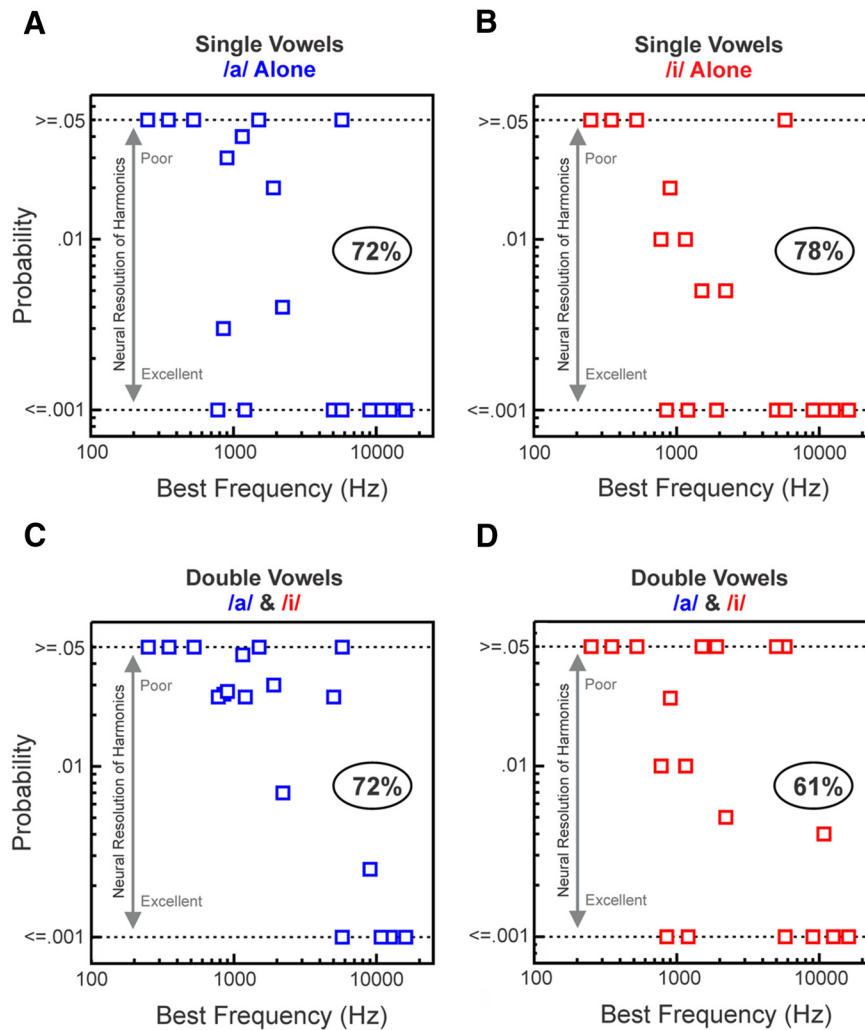 A
Single Vowels
/a/ Alone
>=.05
.01
<=.001
Probability
Neural Resolution of Harmonics
Poor
Excellent
72%
100
1000
10000
Best Frequency (Hz)
B
Single Vowels
/i/ Alone
>=.05
.01
<=.001
Neural Resolution of Harmonics
Poor
Excellent
78%
100
1000
10000
Best Frequency (Hz)
C
Double Vowels
/a/ & /i/
>=.05
.01
<=.001
Probability
Neural Resolution of Harmonics
Poor
Excellent
72%
100
1000
10000
Best Frequency (Hz)
D
Double Vowels
/a/ & /i/
>=.05
.01
<=.001
Neural Resolution of Harmonics
Poor
Excellent
61%
100
1000
10000
Best Frequency (Hz)